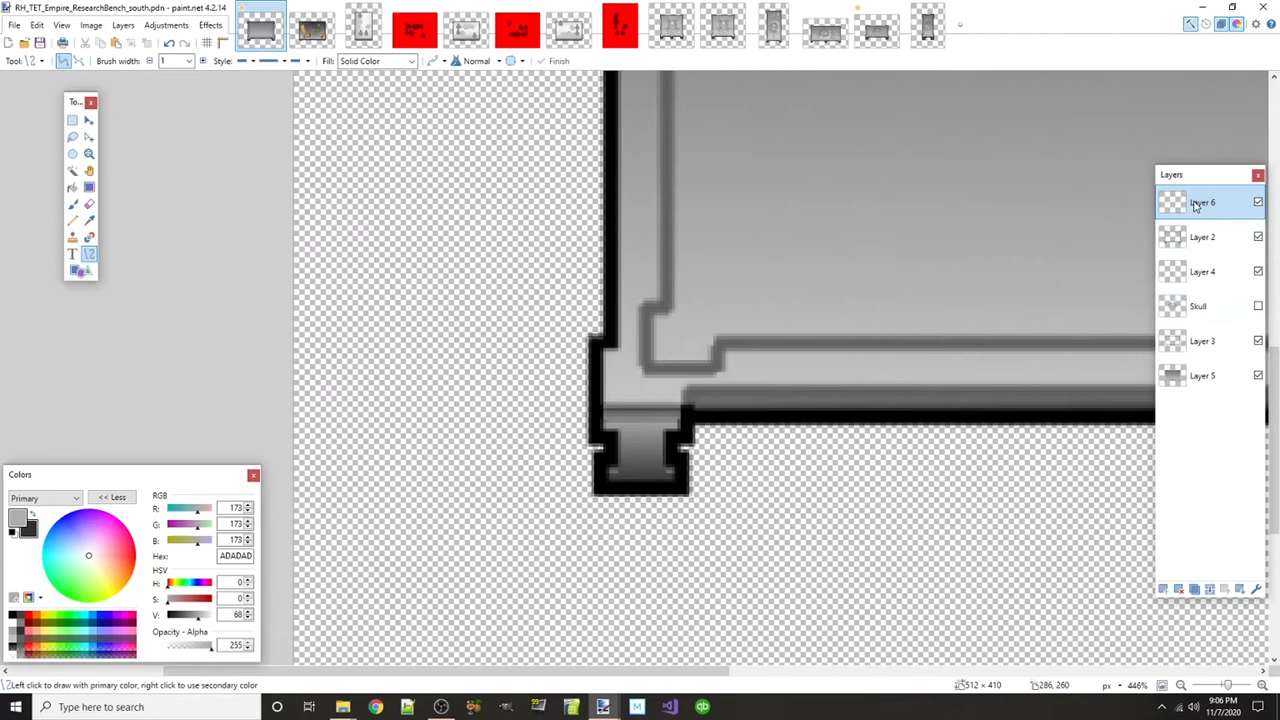 RH_TET_Empire_ResearchBench_south.pdn - paint.net 4.2.14
File Edit View Image Layers Adjustments Effects
Tool: Brush width: 1 Style: Fill: Solid Color Normal Finish
To...
Layers
Layer 6
Layer 2
Layer 4
Skull
Layer 3
Layer 5
Colors
Primary << Less
RGB
R: 173
G: 173
B: 173
Hex: ADADAD
HSV
H: 0
S: 0
V: 68
Opacity - Alpha
255
Left click to draw with primary color, right click to use secondary color 512 × 410 286, 260 px 446%
Type here to search
9:06 PM
11/7/2020